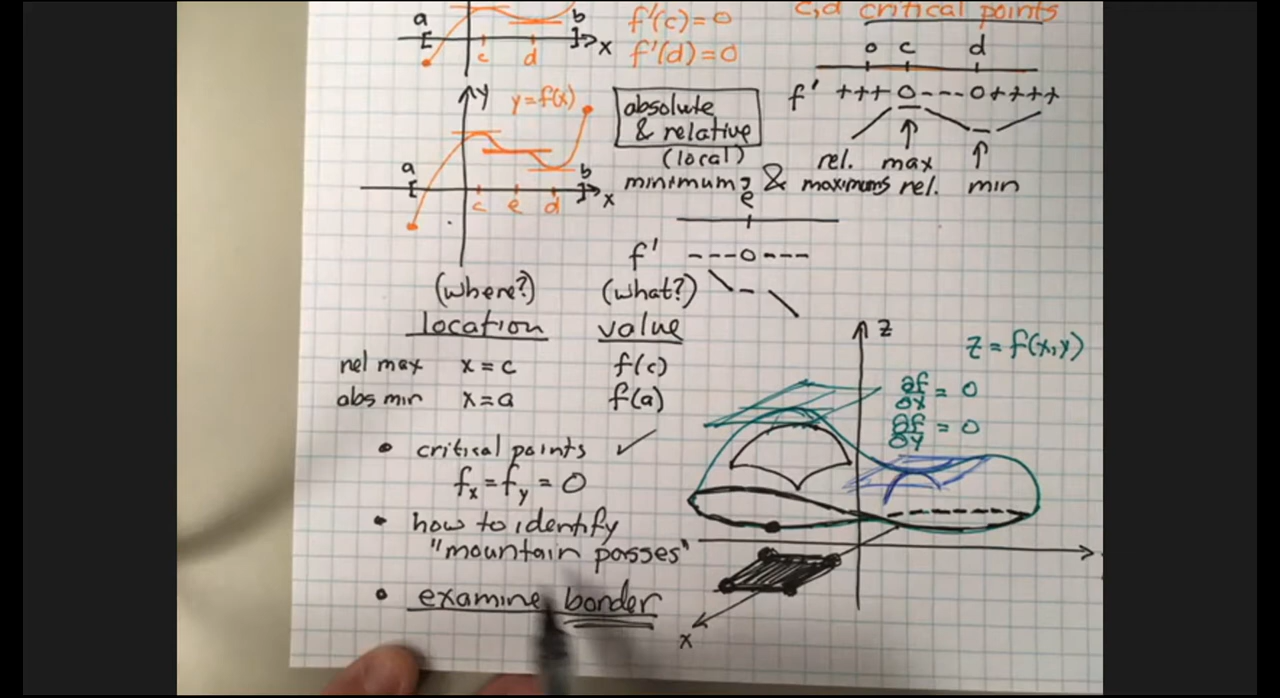 c,d critical points
a b x c d
f'(c)=0
f'(d)=0
o c d
f' +++0---0++++
rel. max
rel. min
y y=f(x)
a b x c e d
absolute
& relative
(local)
minimums & maximums
e
f' ---0---
(where?) (what?)
location value
rel max x=c f(c)
abs min x=a f(a)
• critical points ✓
fx=fy=0
• how to identify
"mountain passes"
• examine border
z
z=f(x,y)
∂f/∂x = 0
∂f/∂y = 0
x